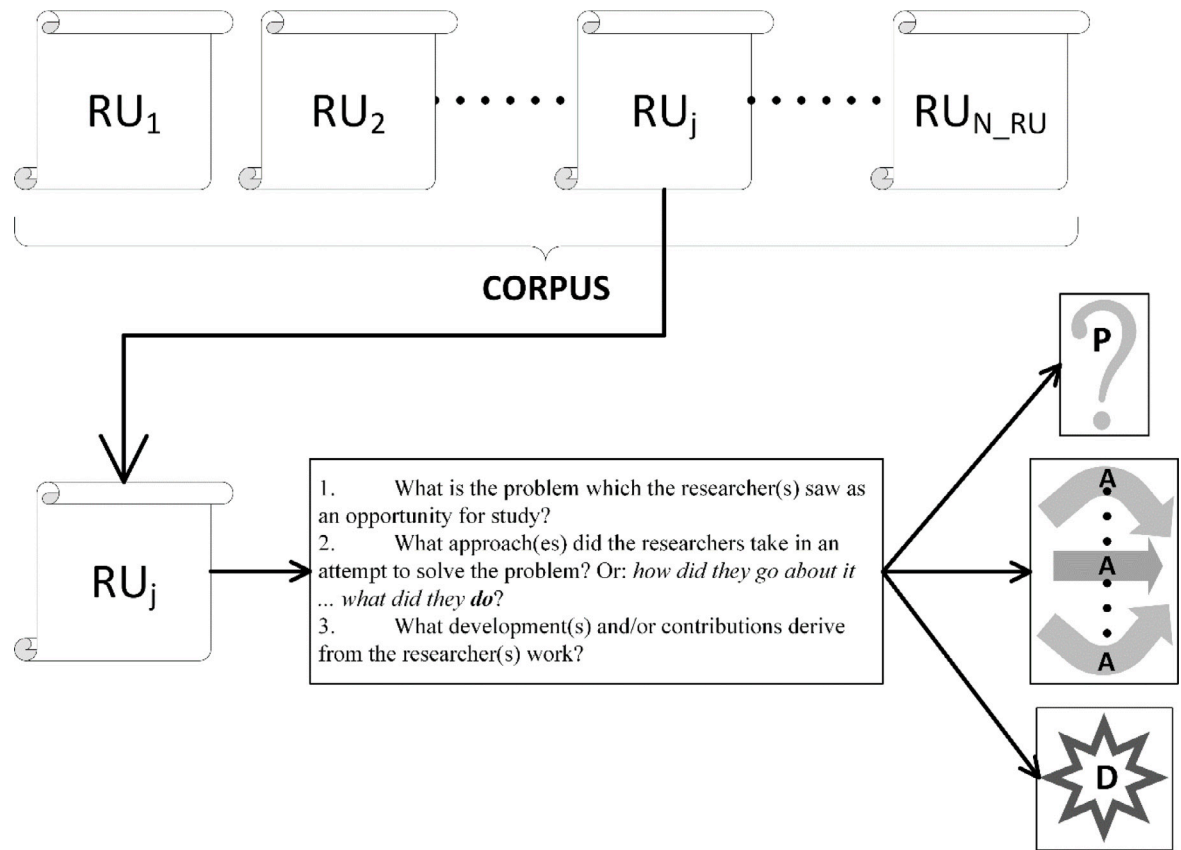 RU1 RU2 RUj RUN_RU
CORPUS
P
RUj
1. What is the problem which the researcher(s) saw as
an opportunity for study?
2. What approach(es) did the researchers take in an
attempt to solve the problem? Or: how did they go about it
... what did they do?
3. What development(s) and/or contributions derive
from the researcher(s) work?
A
A
A
D